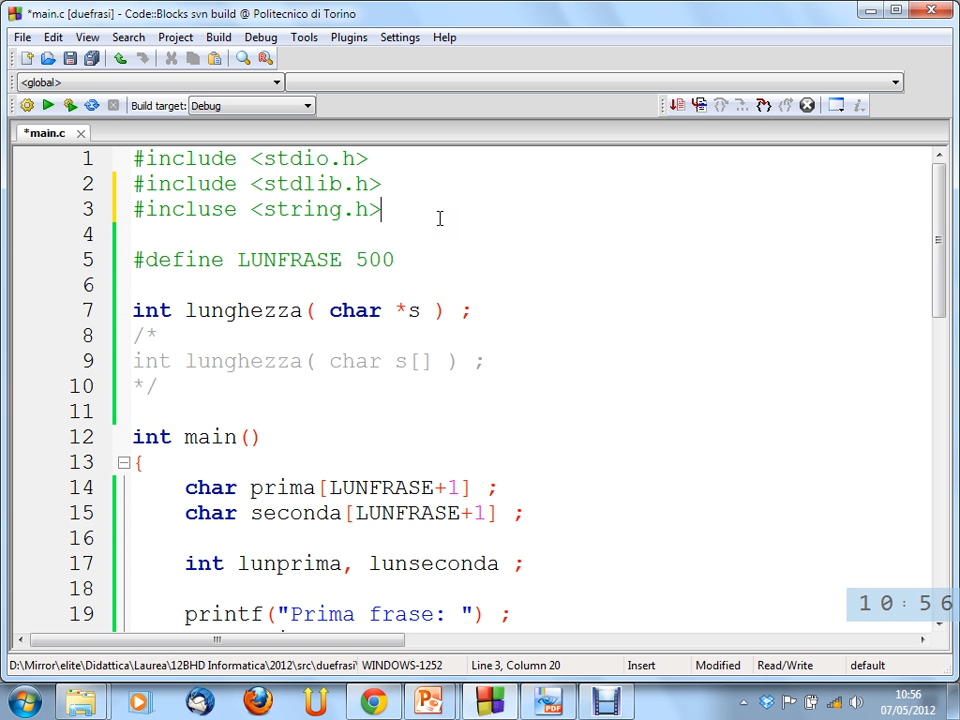 *main.c [duefrasi] - Code::Blocks svn build @ Politecnico di Torino
File Edit View Search Project Build Debug Tools Plugins Settings Help
<global>
Build target: Debug
*main.c
1 #include <stdio.h>
2 #include <stdlib.h>
3 #incluse <string.h>
4
5 #define LUNFRASE 500
6
7 int lunghezza( char *s ) ;
8 /*
9 int lunghezza( char s[] ) ;
10 */
11
12 int main()
13 {
14 char prima[LUNFRASE+1] ;
15 char seconda[LUNFRASE+1] ;
16
17 int lunprima, lunseconda ;
18
19 printf("Prima frase: ") ;
10:56
D:\Mirror\elite\Didattica\Laurea\12BHD Informatica\2012\src\duefrasi\ WINDOWS-1252 Line 3, Column 20 Insert Modified Read/Write default
10:56
07/05/2012